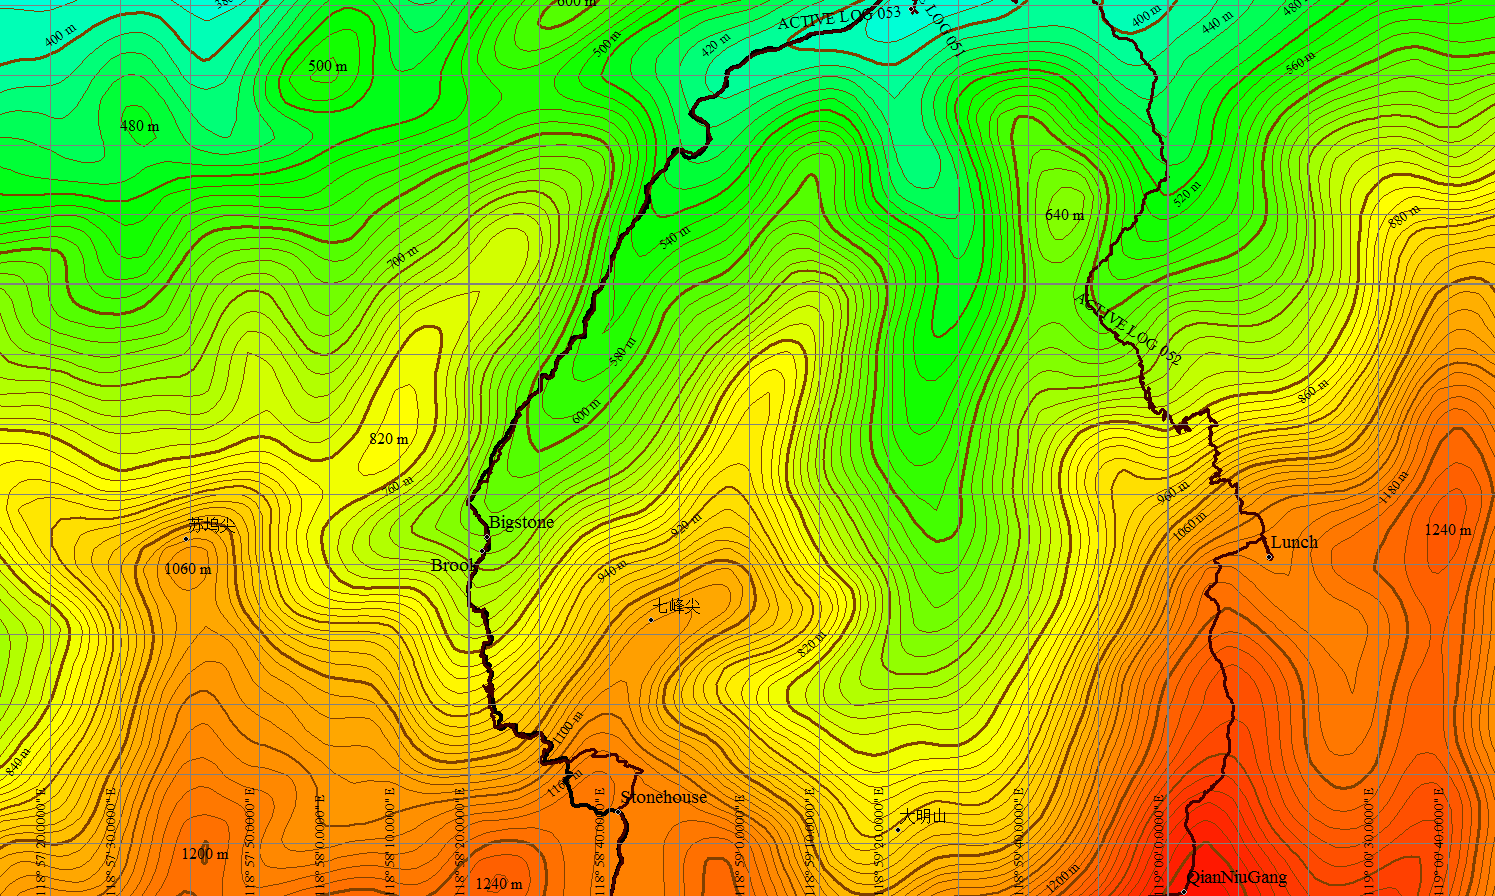 600 m
ACTIVE LOG 053
400 m
440 m
480 m
400 m
420 m
500 m
560 m
500 m
480 m
520 m
640 m
880 m
540 m
700 m
ACTIVE LOG 052
580 m
860 m
600 m
820 m
760 m
960 m
1180 m
苏坞尖
Bigstone
920 m
1060 m
1240 m
Lunch
Brook
1060 m
940 m
七峰尖
820 m
1100 m
840 m
Stonehouse
大明山
1200 m
1240 m
1200 m
QianNiuGang
118° 57' 20.0000" E
118° 57' 30.0000" E
118° 57' 50.0000" E
118° 58' 0.0000" E
118° 58' 10.0000" E
118° 58' 20.0000" E
118° 58' 40.0000" E
118° 59' 0.0000" E
118° 59' 10.0000" E
118° 59' 20.0000" E
118° 59' 40.0000" E
119° 00' 0.0000" E
119° 00' 30.0000" E
119° 00' 40.0000" E